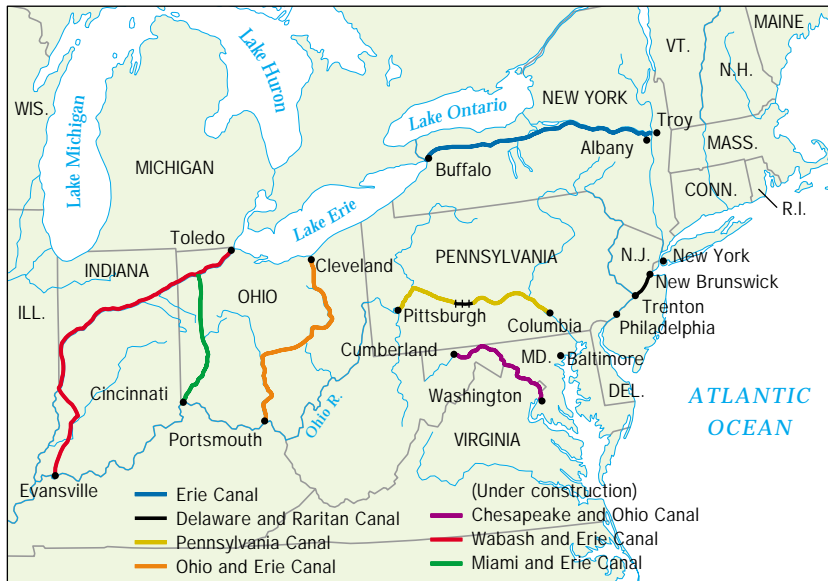 MAINE
VT.
N.H.
WIS.
Lake Huron
Lake Michigan
Lake Ontario
NEW YORK
Troy
Albany
MASS.
MICHIGAN
Buffalo
CONN.
R.I.
Lake Erie
Toledo
Cleveland
PENNSYLVANIA
N.J.
New York
INDIANA
New Brunswick
OHIO
ILL.
Trenton
Pittsburgh
Columbia
Philadelphia
Cumberland
MD.
Baltimore
Cincinnati
Washington
DEL.
ATLANTIC
OCEAN
Ohio R.
Portsmouth
VIRGINIA
Evansville
Erie Canal
Delaware and Raritan Canal
Pennsylvania Canal
Ohio and Erie Canal
(Under construction)
Chesapeake and Ohio Canal
Wabash and Erie Canal
Miami and Erie Canal